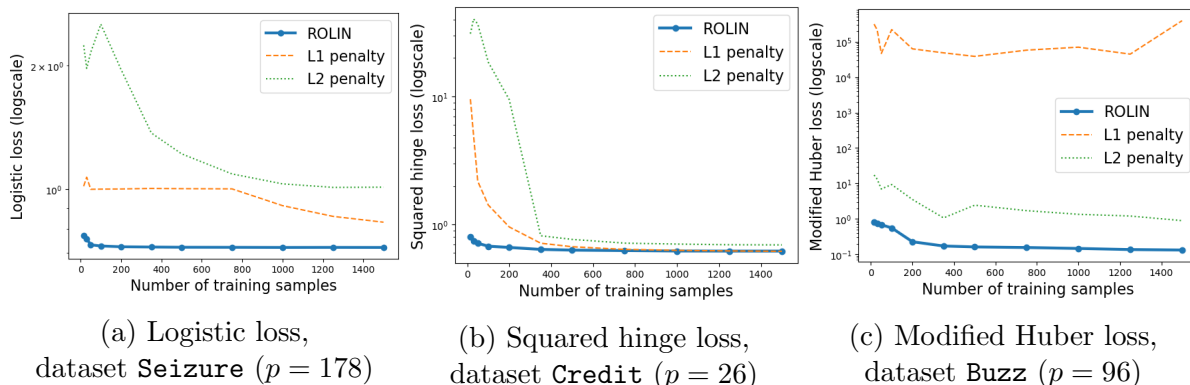 Logistic loss (logscale)
2 × 10⁰
10⁰
ROLIN
L1 penalty
L2 penalty
0 200 400 600 800 1000 1200 1400
Number of training samples
(a) Logistic loss,
dataset Seizure (p = 178)
Squared hinge loss (logscale)
10¹
10⁰
ROLIN
L1 penalty
L2 penalty
0 200 400 600 800 1000 1200 1400
Number of training samples
(b) Squared hinge loss,
dataset Credit (p = 26)
Modified Huber loss (logscale)
10⁵
10⁴
10³
10²
10¹
10⁰
10⁻¹
ROLIN
L1 penalty
L2 penalty
0 200 400 600 800 1000 1200 1400
Number of training samples
(c) Modified Huber loss,
dataset Buzz (p = 96)